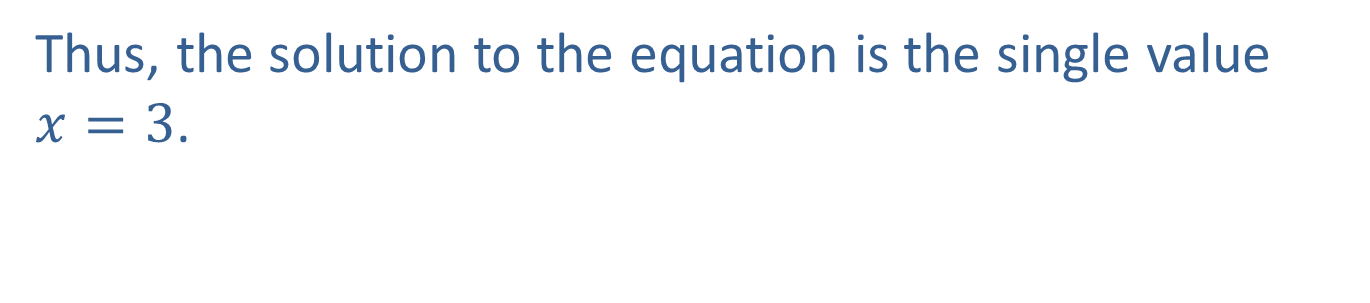 Thus, the solution to the equation is the single value
𝑥 = 3.